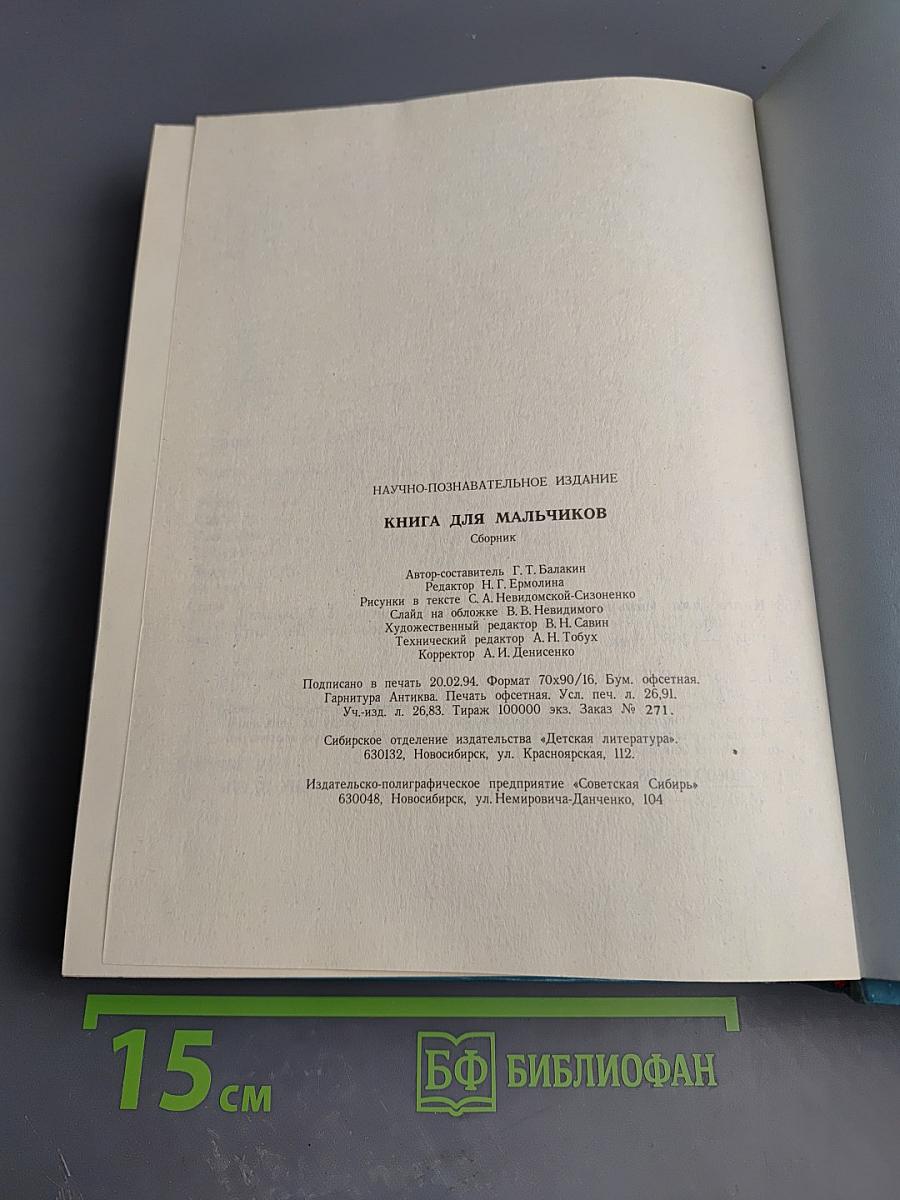 НАУЧНО-ПОЗНАВАТЕЛЬНОЕ ИЗДАНИЕ
КНИГА ДЛЯ МАЛЬЧИКОВ
Сборник
Автор-составитель Г. Т. Балакин
Редактор Н. Г. Ермолина
Рисунки в тексте С. А. Невидомской-Сизоненко
Слайд на обложке В. В. Невидимого
Художественный редактор В. Н. Савин
Технический редактор А. Н. Тобух
Корректор А. И. Денисенко
Подписано в печать 20.02.94. Формат 70x90/16. Бум. офсетная.
Гарнитура Антиква. Печать офсетная. Усл. печ. л. 26,91.
Уч.-изд. л. 26,83. Тираж 100000 экз. Заказ № 271.
Сибирское отделение издательства «Детская литература».
630132, Новосибирск, ул. Красноярская, 112.
Издательско-полиграфическое предприятие «Советская Сибирь»
630048, Новосибирск, ул. Немировича-Данченко, 104
15 см
БФ БИБЛИОФАН